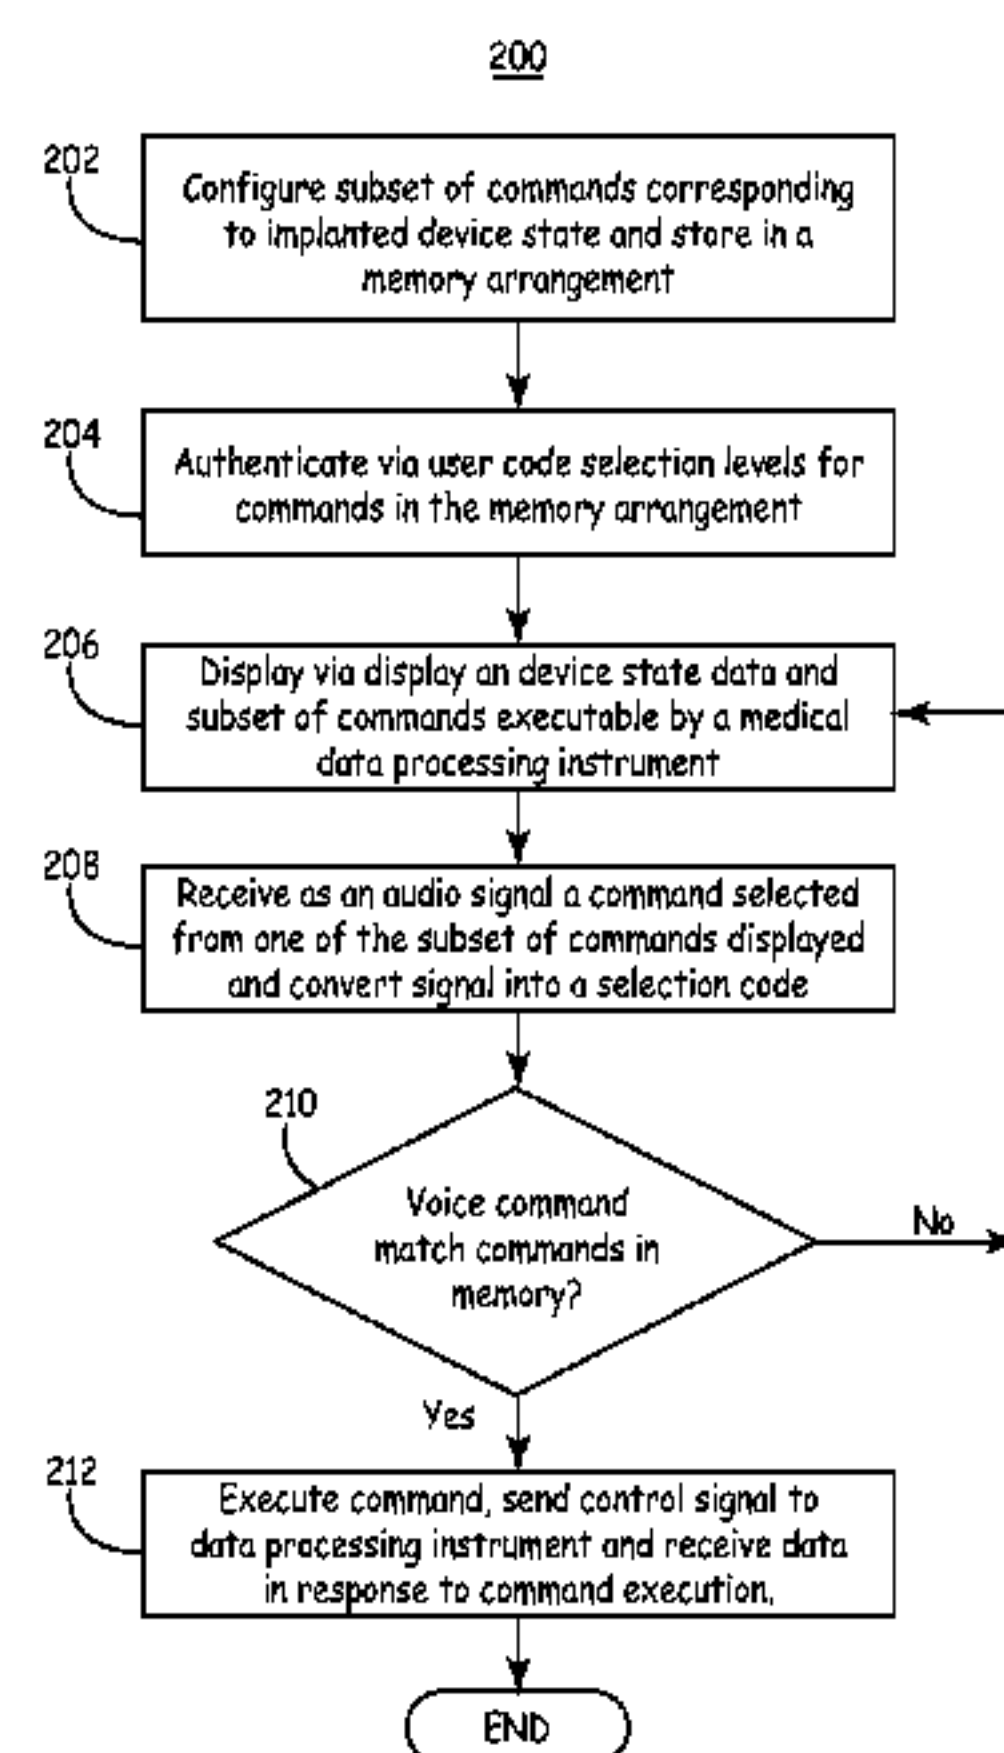 200
202
Configure subset of commands corresponding
to implanted device state and store in a
memory arrangement
204
Authenticate via user code selection levels for
commands in the memory arrangement
206
Display via display an device state data and
subset of commands executable by a medical
data processing instrument
208
Receive as an audio signal a command selected
from one of the subset of commands displayed
and convert signal into a selection code
210
Voice command
match commands in
memory?
No
Yes
212
Execute command, send control signal to
data processing instrument and receive data
in response to command execution.
END